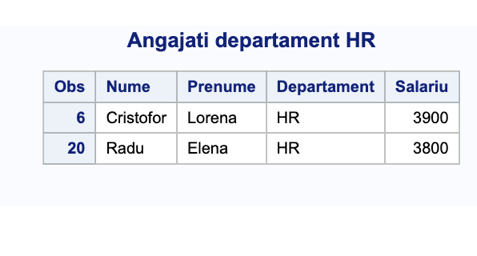 Angajati departament HR
Obs Nume Prenume Departament Salariu
6 Cristofor Lorena HR 3900
20 Radu Elena HR 3800